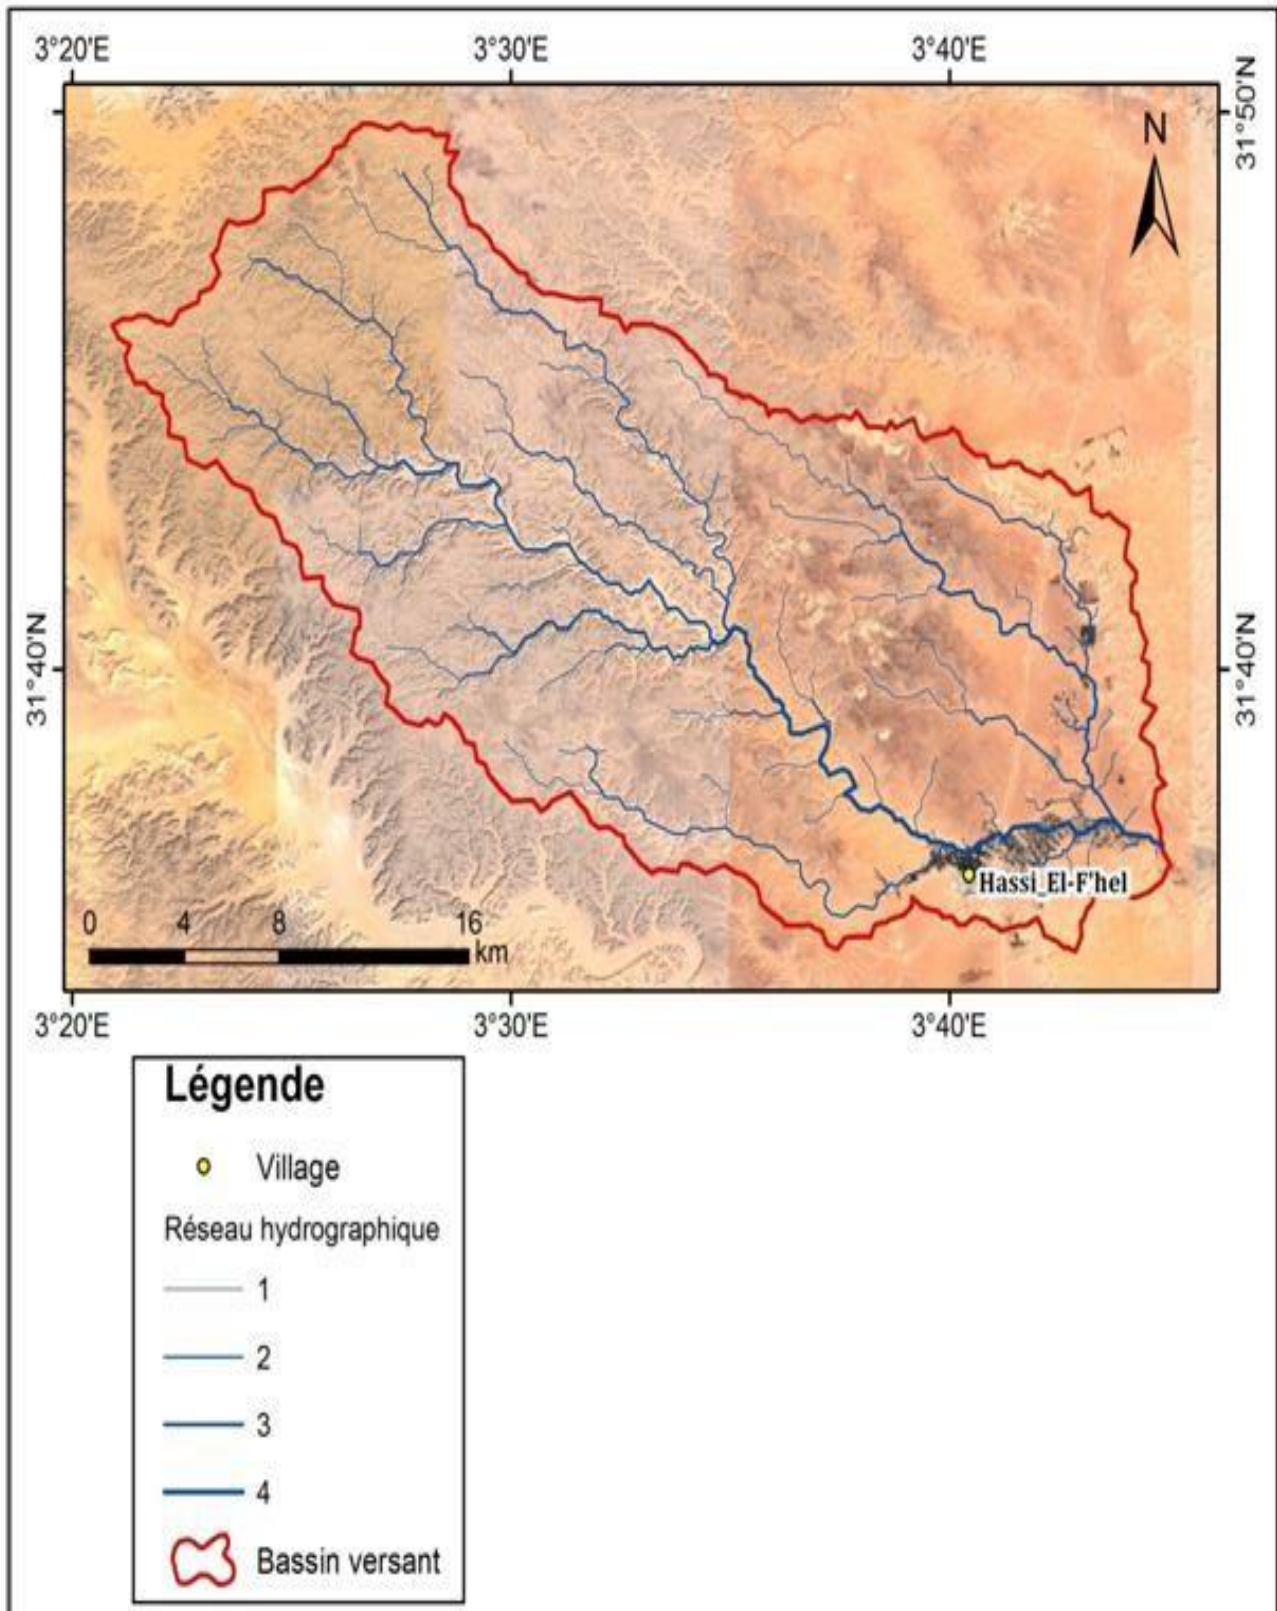 3°20'E 3°30'E 3°40'E
31°50'N
N
31°40'N 31°40'N
Hassi_El-F'hel
0 4 8 16
km
3°20'E 3°30'E 3°40'E
Légende
Village
Réseau hydrographique
1
2
3
4
Bassin versant